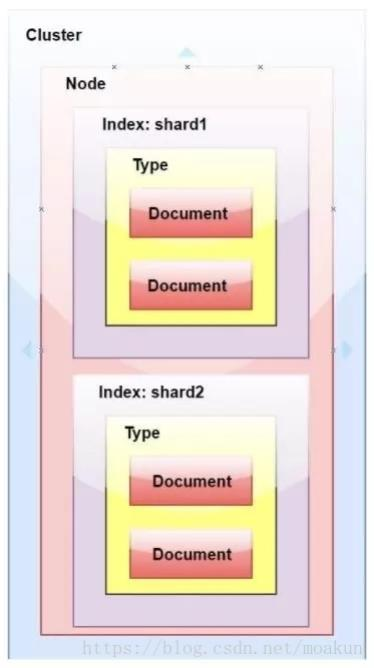 Cluster
Node
Index: shard1
Type
Document
Document
Index: shard2
Type
Document
Document
https://blog.csdn.net/moakun